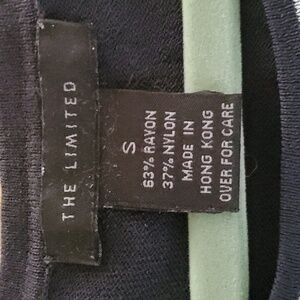 THE LIMITED
S
63% RAYON
37% NYLON
MADE IN
HONG KONG
OVER FOR CARE